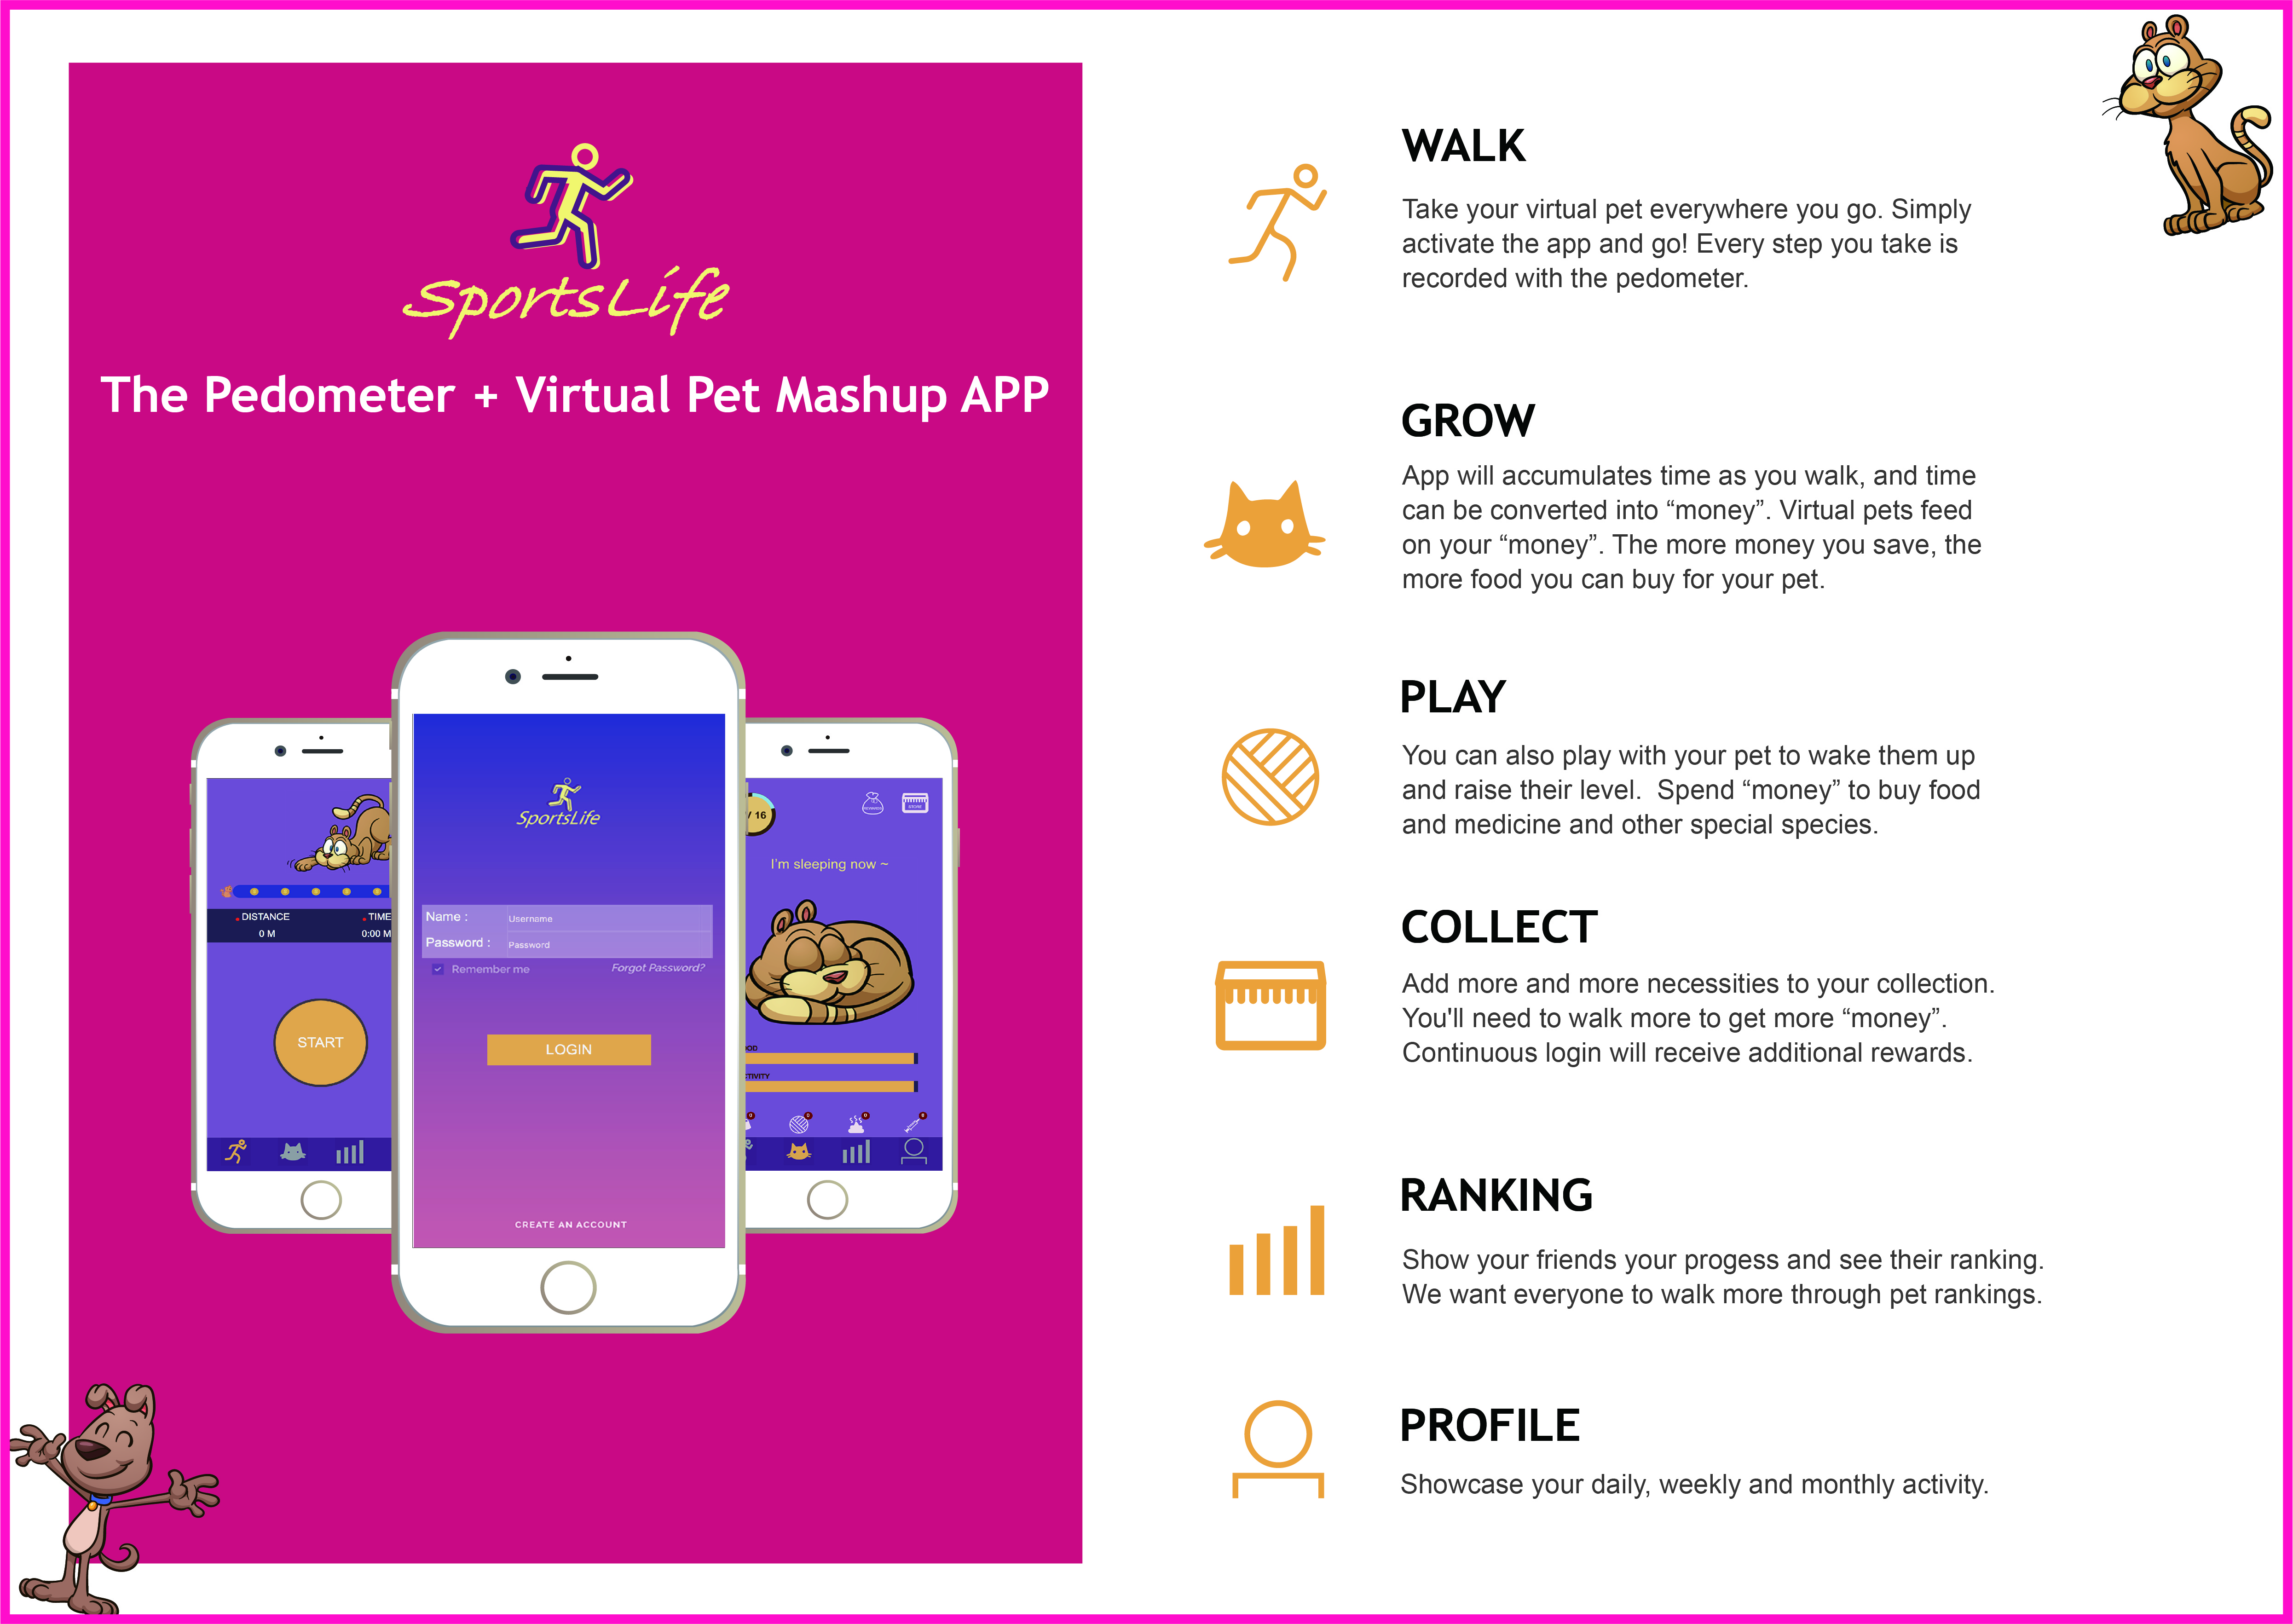 SportsLife
The Pedometer + Virtual Pet Mashup APP
DISTANCE
TIME
0 M
0:00 M
START
SportsLife
Name :
Username
Password :
Password
Remember me
Forgot Password?
LOGIN
CREATE AN ACCOUNT
/ 16
REWARDS
STORE
I'm sleeping now ~
OD
CTIVITY
0
0
0
0
WALK
Take your virtual pet everywhere you go. Simply
activate the app and go! Every step you take is
recorded with the pedometer.
GROW
App will accumulates time as you walk, and time
can be converted into “money”. Virtual pets feed
on your “money”. The more money you save, the
more food you can buy for your pet.
PLAY
You can also play with your pet to wake them up
and raise their level.  Spend “money” to buy food
and medicine and other special species.
COLLECT
Add more and more necessities to your collection.
You'll need to walk more to get more “money”.
Continuous login will receive additional rewards.
RANKING
Show your friends your progess and see their ranking.
We want everyone to walk more through pet rankings.
PROFILE
Showcase your daily, weekly and monthly activity.